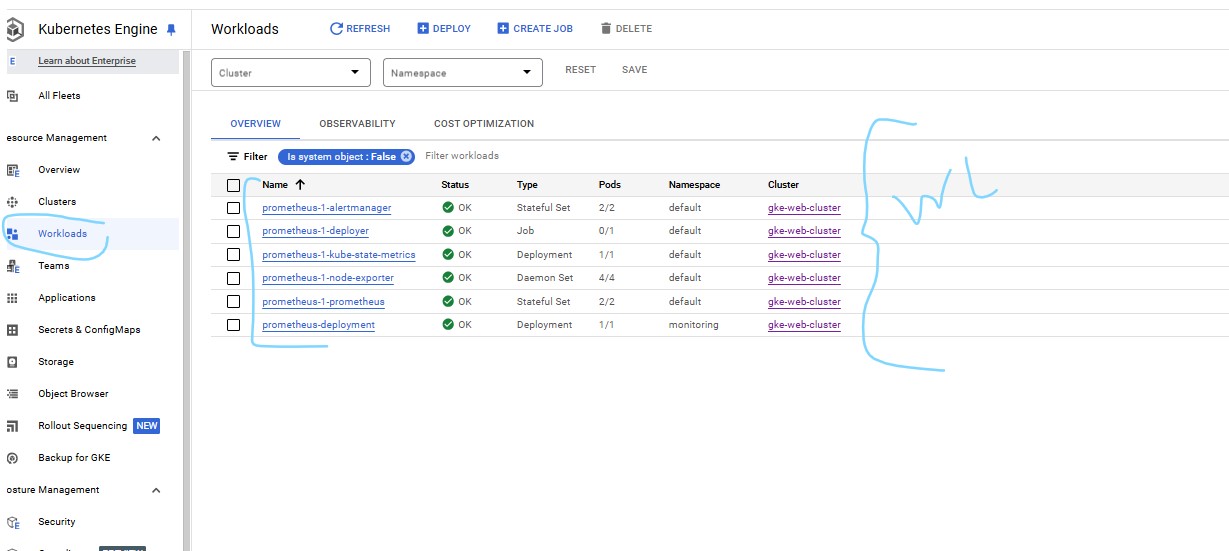 Kubernetes Engine
Workloads REFRESH DEPLOY CREATE JOB DELETE
E Learn about Enterprise
Cluster Namespace RESET SAVE
All Fleets
esource Management
OVERVIEW OBSERVABILITY COST OPTIMIZATION
Filter Is system object : False Filter workloads
Overview
Name Status Type Pods Namespace Cluster
Clusters
prometheus-1-alertmanager OK Stateful Set 2/2 default gke-web-cluster
Workloads
prometheus-1-deployer OK Job 0/1 default gke-web-cluster
prometheus-1-kube-state-metrics OK Deployment 1/1 default gke-web-cluster
Teams
prometheus-1-node-exporter OK Daemon Set 4/4 default gke-web-cluster
Applications
prometheus-1-prometheus OK Stateful Set 2/2 default gke-web-cluster
Secrets & ConfigMaps
prometheus-deployment OK Deployment 1/1 monitoring gke-web-cluster
Storage
Object Browser
Rollout Sequencing NEW
Backup for GKE
osture Management
Security